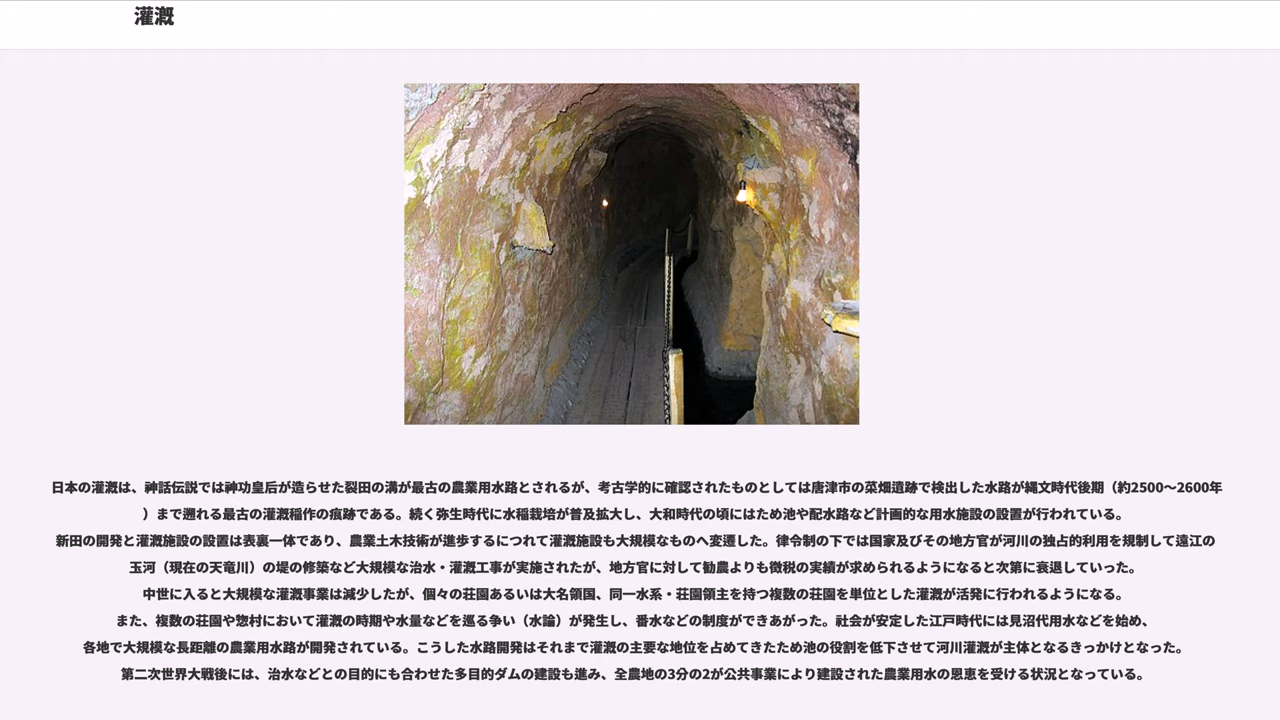 灌漑
日本の灌漑は、神話伝説では神功皇后が造らせた裂田の溝が最古の農業用水路とされるが、考古学的に確認されたものとしては唐津市の菜畑遺跡で検出した水路が縄文時代後期（約2500〜2600年
）まで遡れる最古の灌漑稲作の痕跡である。続く弥生時代に水稲栽培が普及拡大し、大和時代の頃にはため池や配水路など計画的な用水施設の設置が行われている。
新田の開発と灌漑施設の設置は表裏一体であり、農業土木技術が進歩するにつれて灌漑施設も大規模なものへ変遷した。律令制の下では国家及びその地方官が河川の独占的利用を規制して遠江の
玉河（現在の天竜川）の堤の修築など大規模な治水・灌漑工事が実施されたが、地方官に対して勧農よりも徴税の実績が求められるようになると次第に衰退していった。
中世に入ると大規模な灌漑事業は減少したが、個々の荘園あるいは大名領国、同一水系・荘園領主を持つ複数の荘園を単位とした灌漑が活発に行われるようになる。
また、複数の荘園や惣村において灌漑の時期や水量などを巡る争い（水論）が発生し、番水などの制度ができあがった。社会が安定した江戸時代には見沼代用水などを始め、
各地で大規模な長距離の農業用水路が開発されている。こうした水路開発はそれまで灌漑の主要な地位を占めてきたため池の役割を低下させて河川灌漑が主体となるきっかけとなった。
第二次世界大戦後には、治水などとの目的にも合わせた多目的ダムの建設も進み、全農地の3分の2が公共事業により建設された農業用水の恩恵を受ける状況となっている。